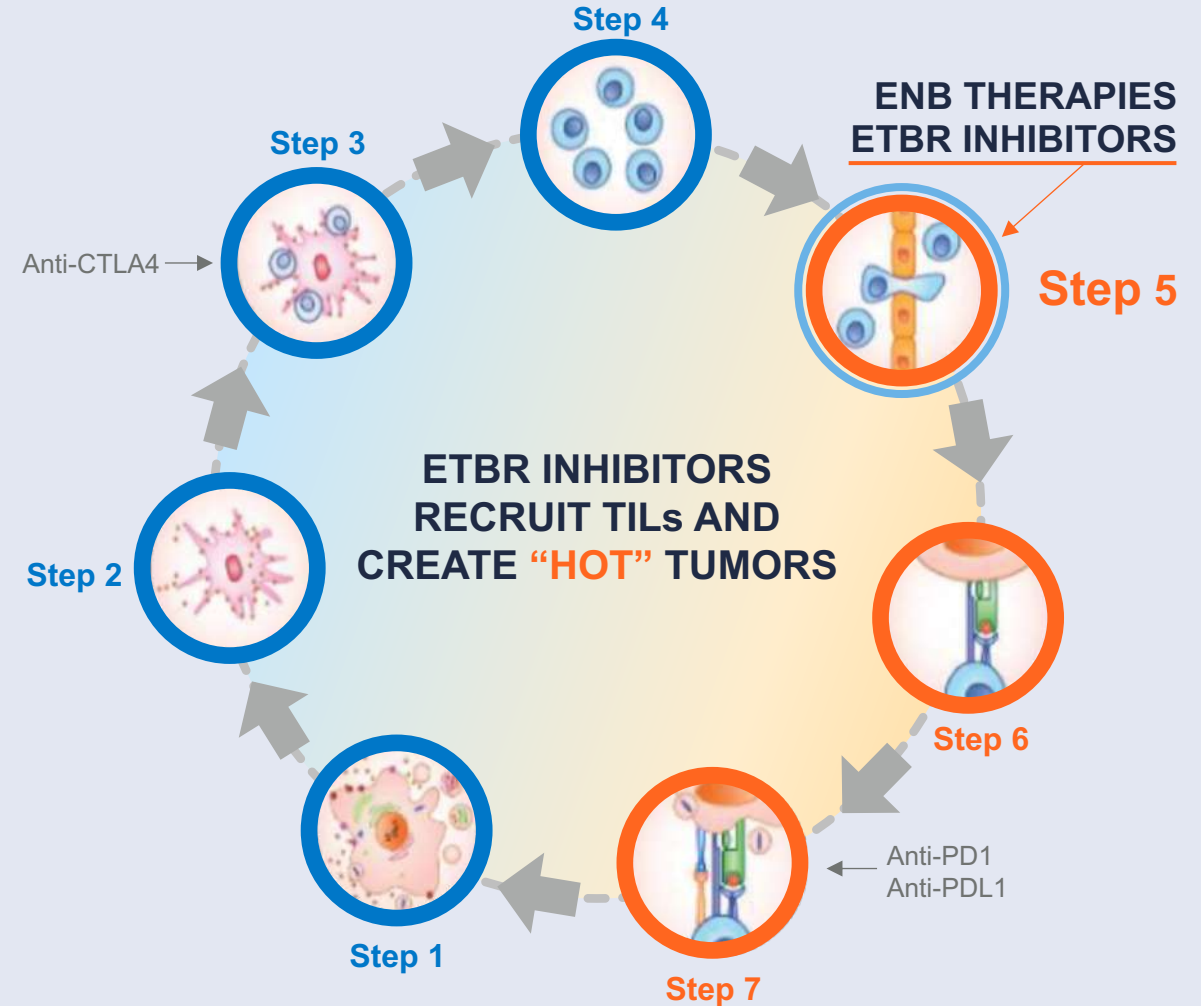 Step 4
ENB THERAPIES
ETBR INHIBITORS
Step 3
Anti-CTLA4
Step 5
ETBR INHIBITORS
RECRUIT TILs AND
CREATE “HOT” TUMORS
Step 2
Step 6
Anti-PD1
Anti-PDL1
Step 1
Step 7